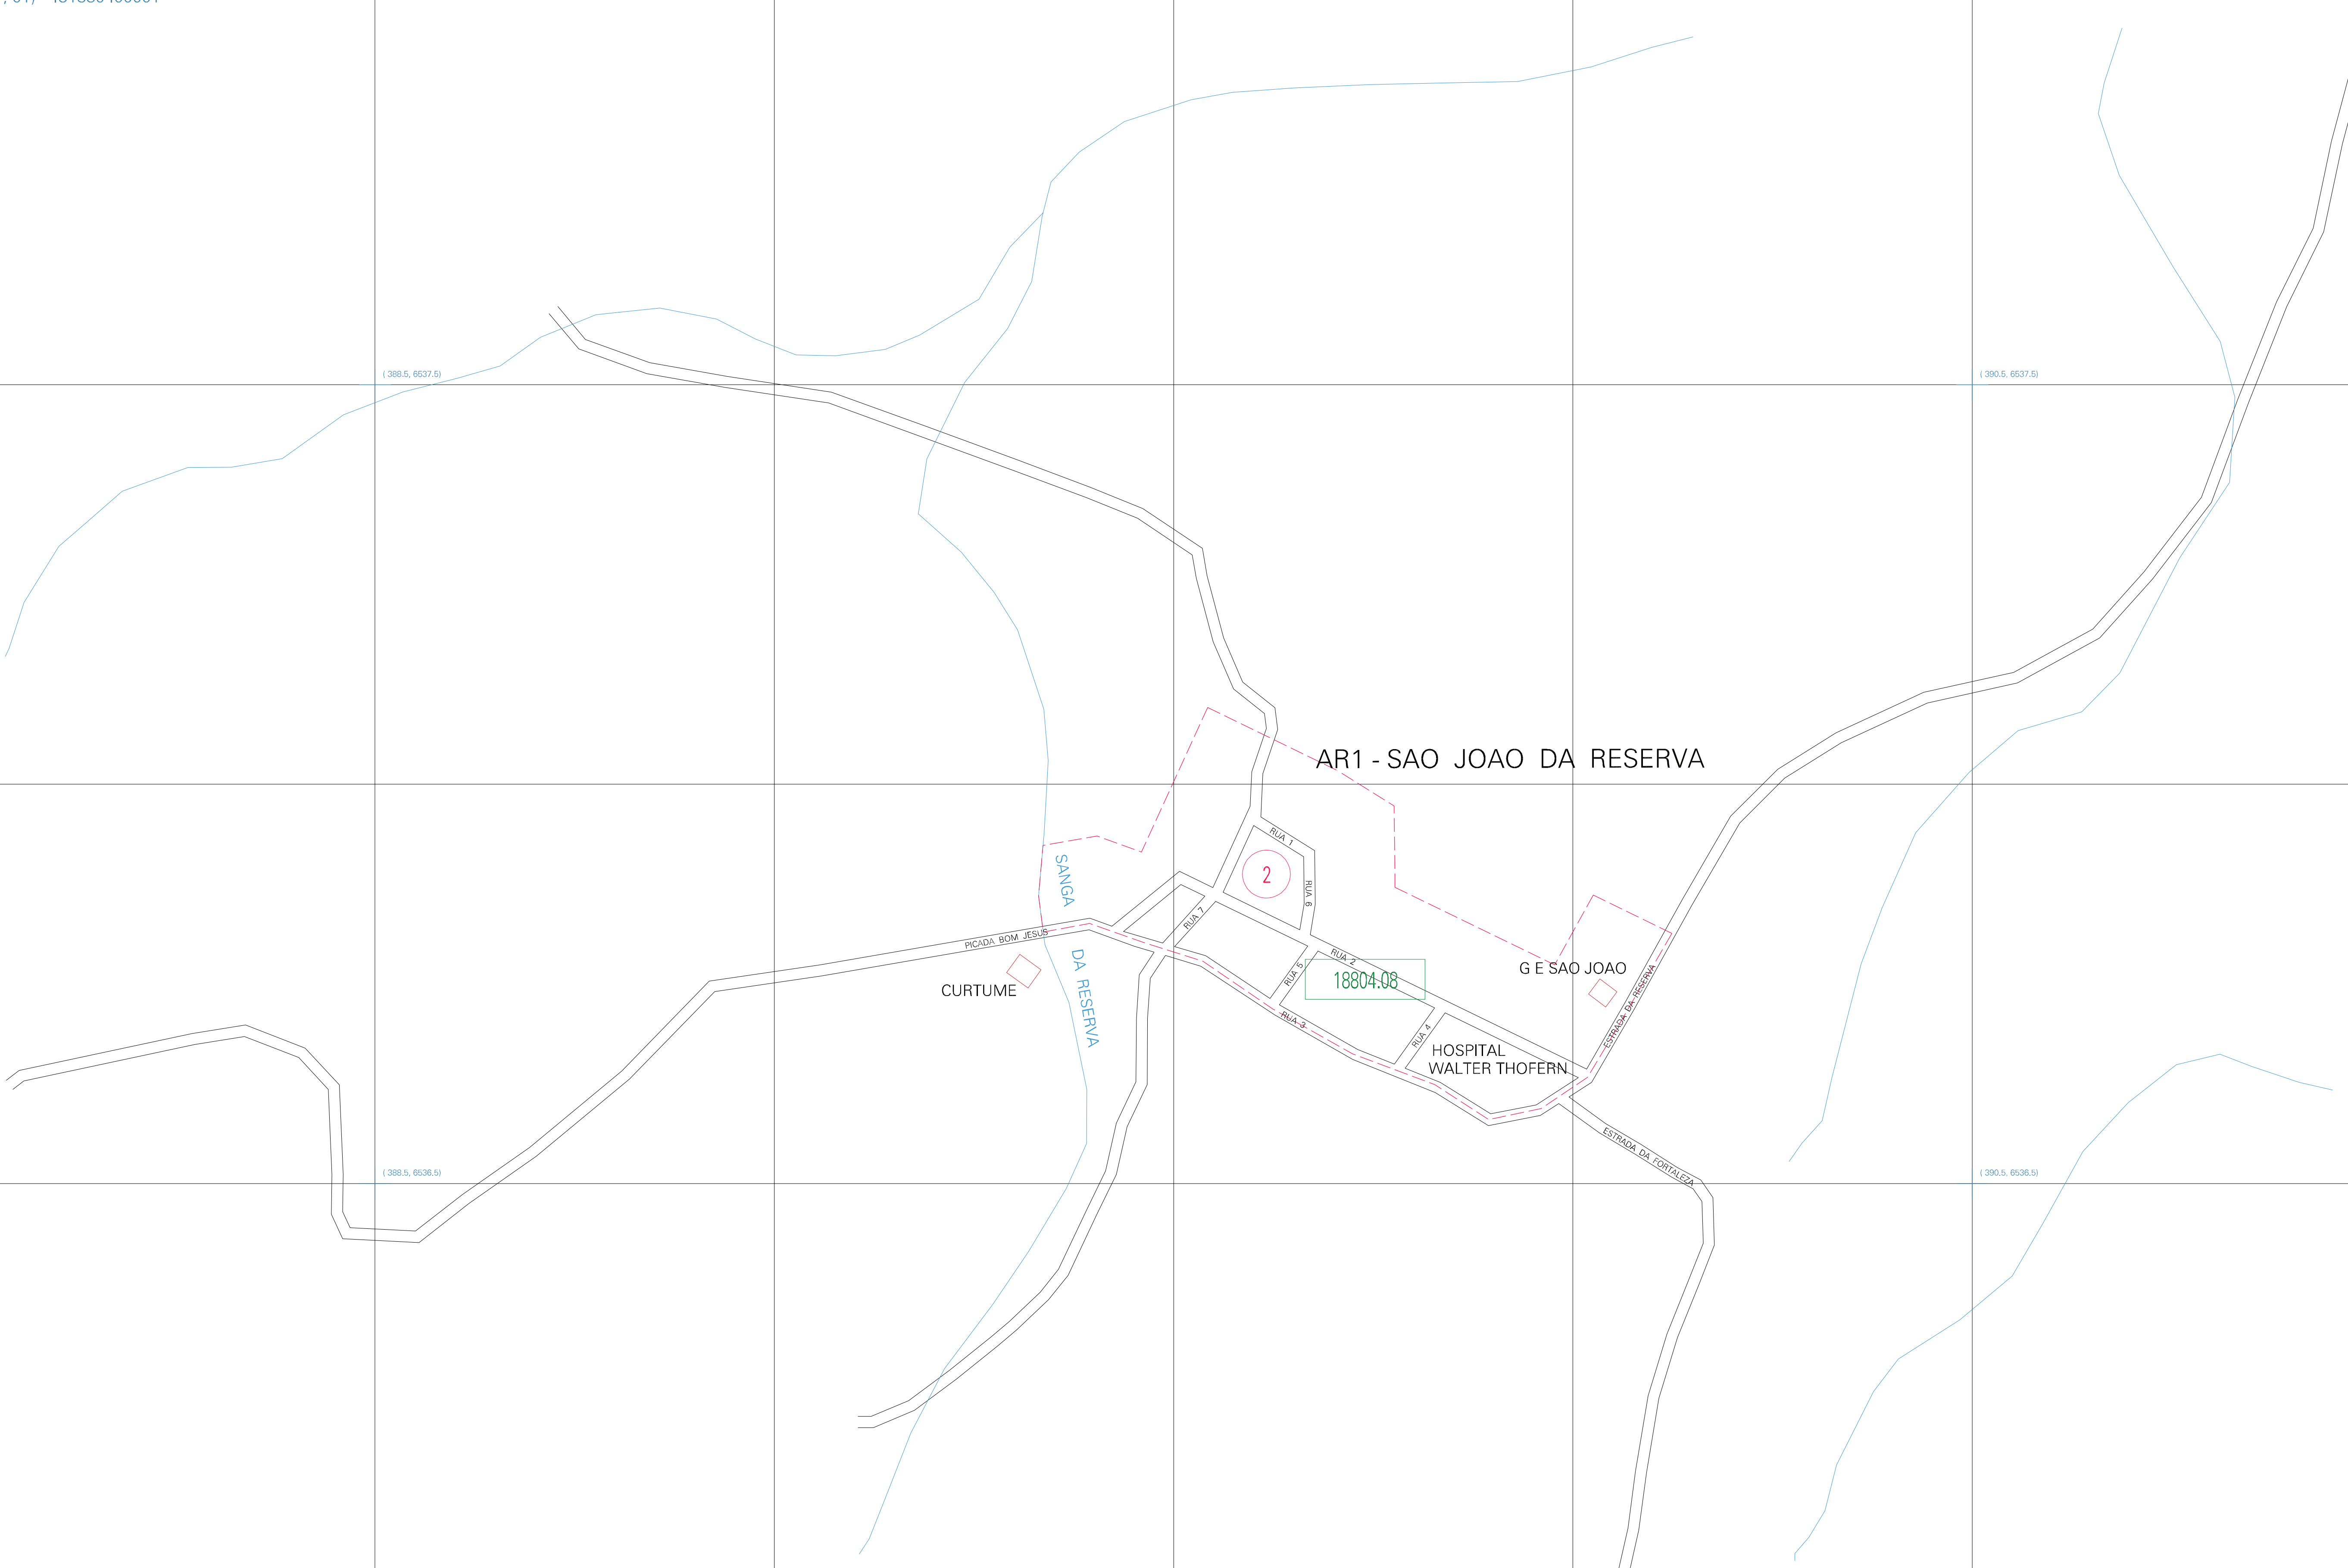 ( 388.5, 6537.5)
( 390.5, 6537.5)
AR1 - SAO JOAO DA RESERVA
RUA 1
2
RUA 6
SANGA
DA RESERVA
RUA 7
PICADA BOM JESUS
CURTUME
RUA 2
RUA 5
18804.08
G E SAO JOAO
ESTRADA DA RESERVA
RUA 3
RUA 4
HOSPITAL
WALTER THOFERN
ESTRADA DA FORTALEZA
( 388.5, 6536.5)
( 390.5, 6536.5)